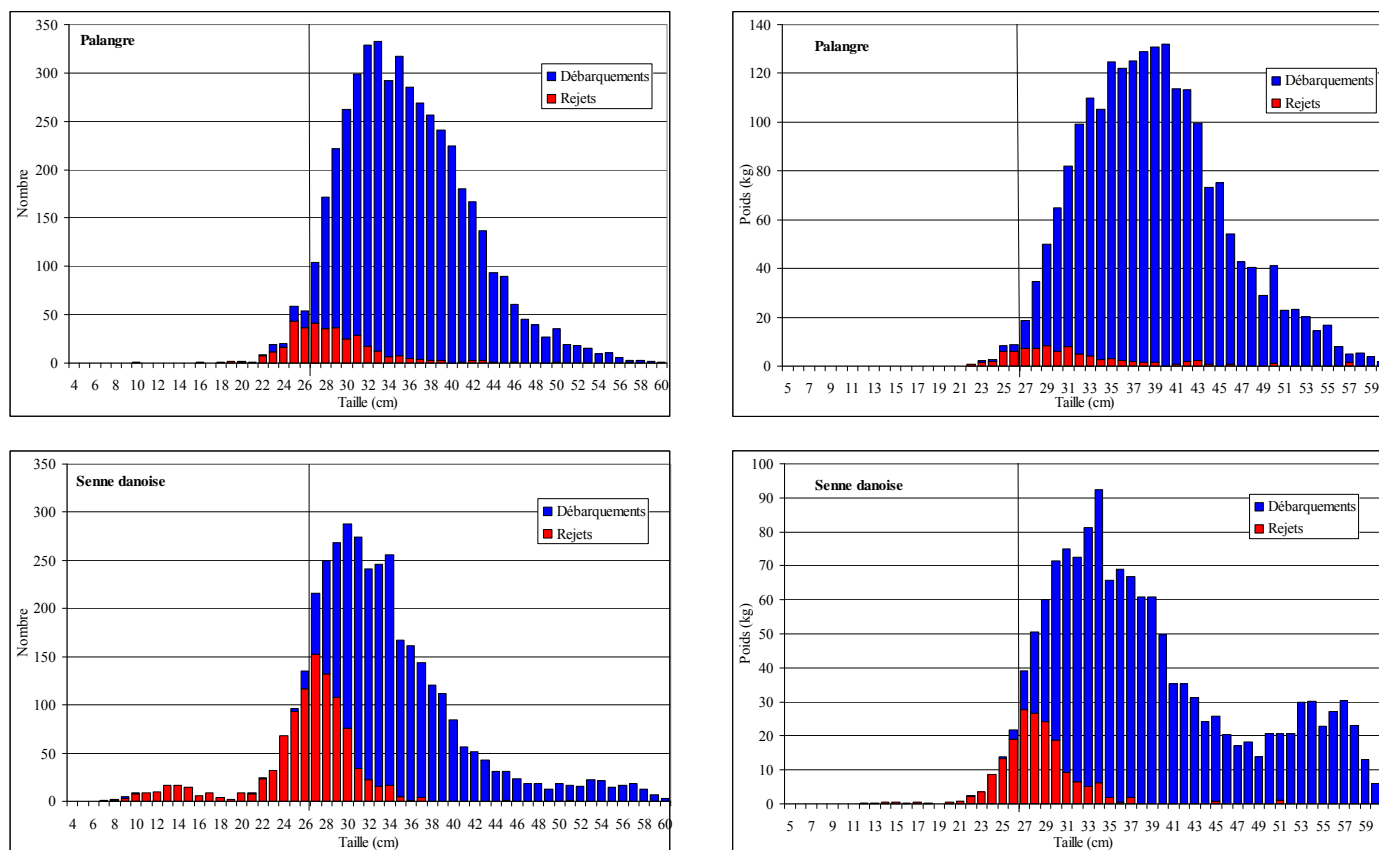 Palangre
Débarquements
Rejets
Nombre
350
300
250
200
150
100
50
0
4 6 8 10 12 14 16 18 20 22 24 26 28 30 32 34 36 38 40 42 44 46 48 50 52 54 56 58 60
Taille (cm)
Palangre
Débarquements
Rejets
Poids (kg)
140
120
100
80
60
40
20
0
5 7 9 11 13 15 17 19 21 23 25 27 29 31 33 35 37 39 41 43 45 47 49 51 53 55 57 59
Taille (cm)
Senne danoise
Débarquements
Rejets
Nombre
350
300
250
200
150
100
50
0
4 6 8 10 12 14 16 18 20 22 24 26 28 30 32 34 36 38 40 42 44 46 48 50 52 54 56 58 60
Taille (cm)
Senne danoise
Débarquements
Rejets
Poids (kg)
100
90
80
70
60
50
40
30
20
10
0
5 7 9 11 13 15 17 19 21 23 25 27 29 31 33 35 37 39 41 43 45 47 49 51 53 55 57 59
Taille (cm)